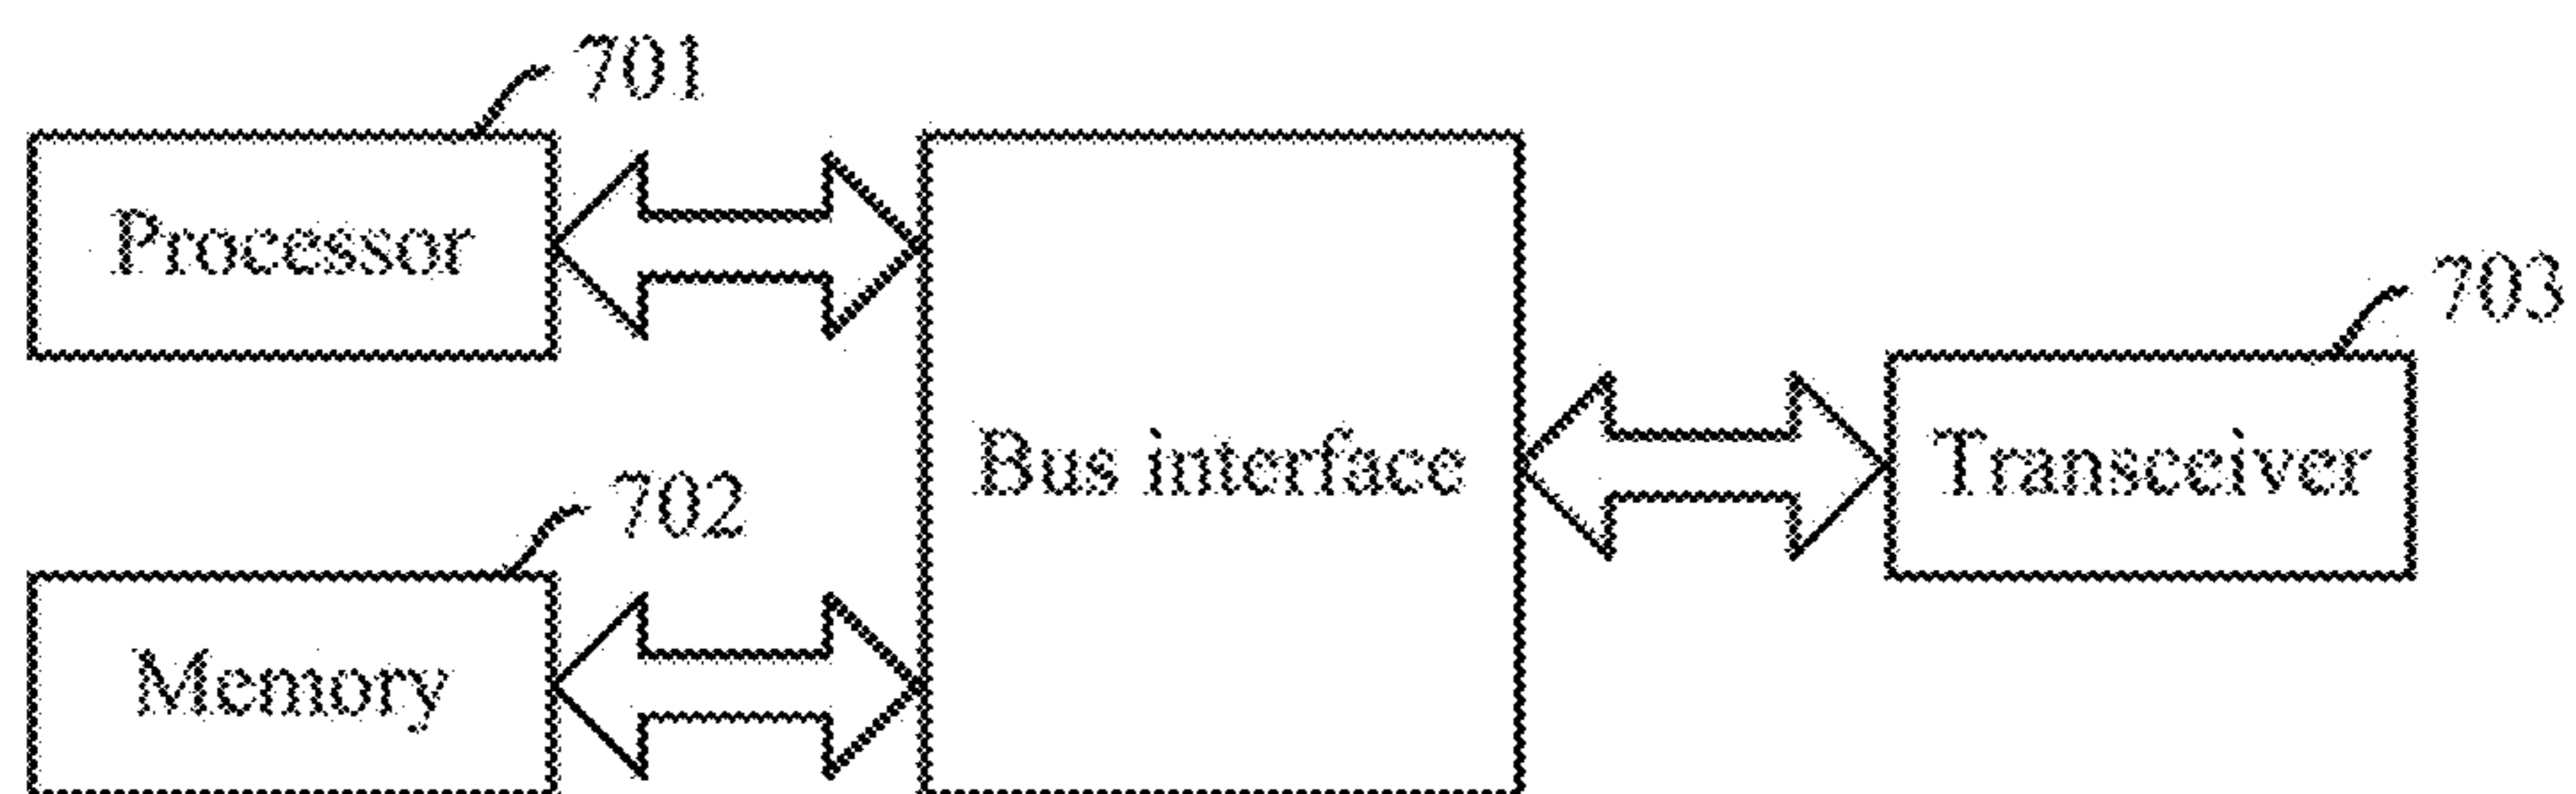 701
Processor
703
Bus interface
Transceiver
702
Memory